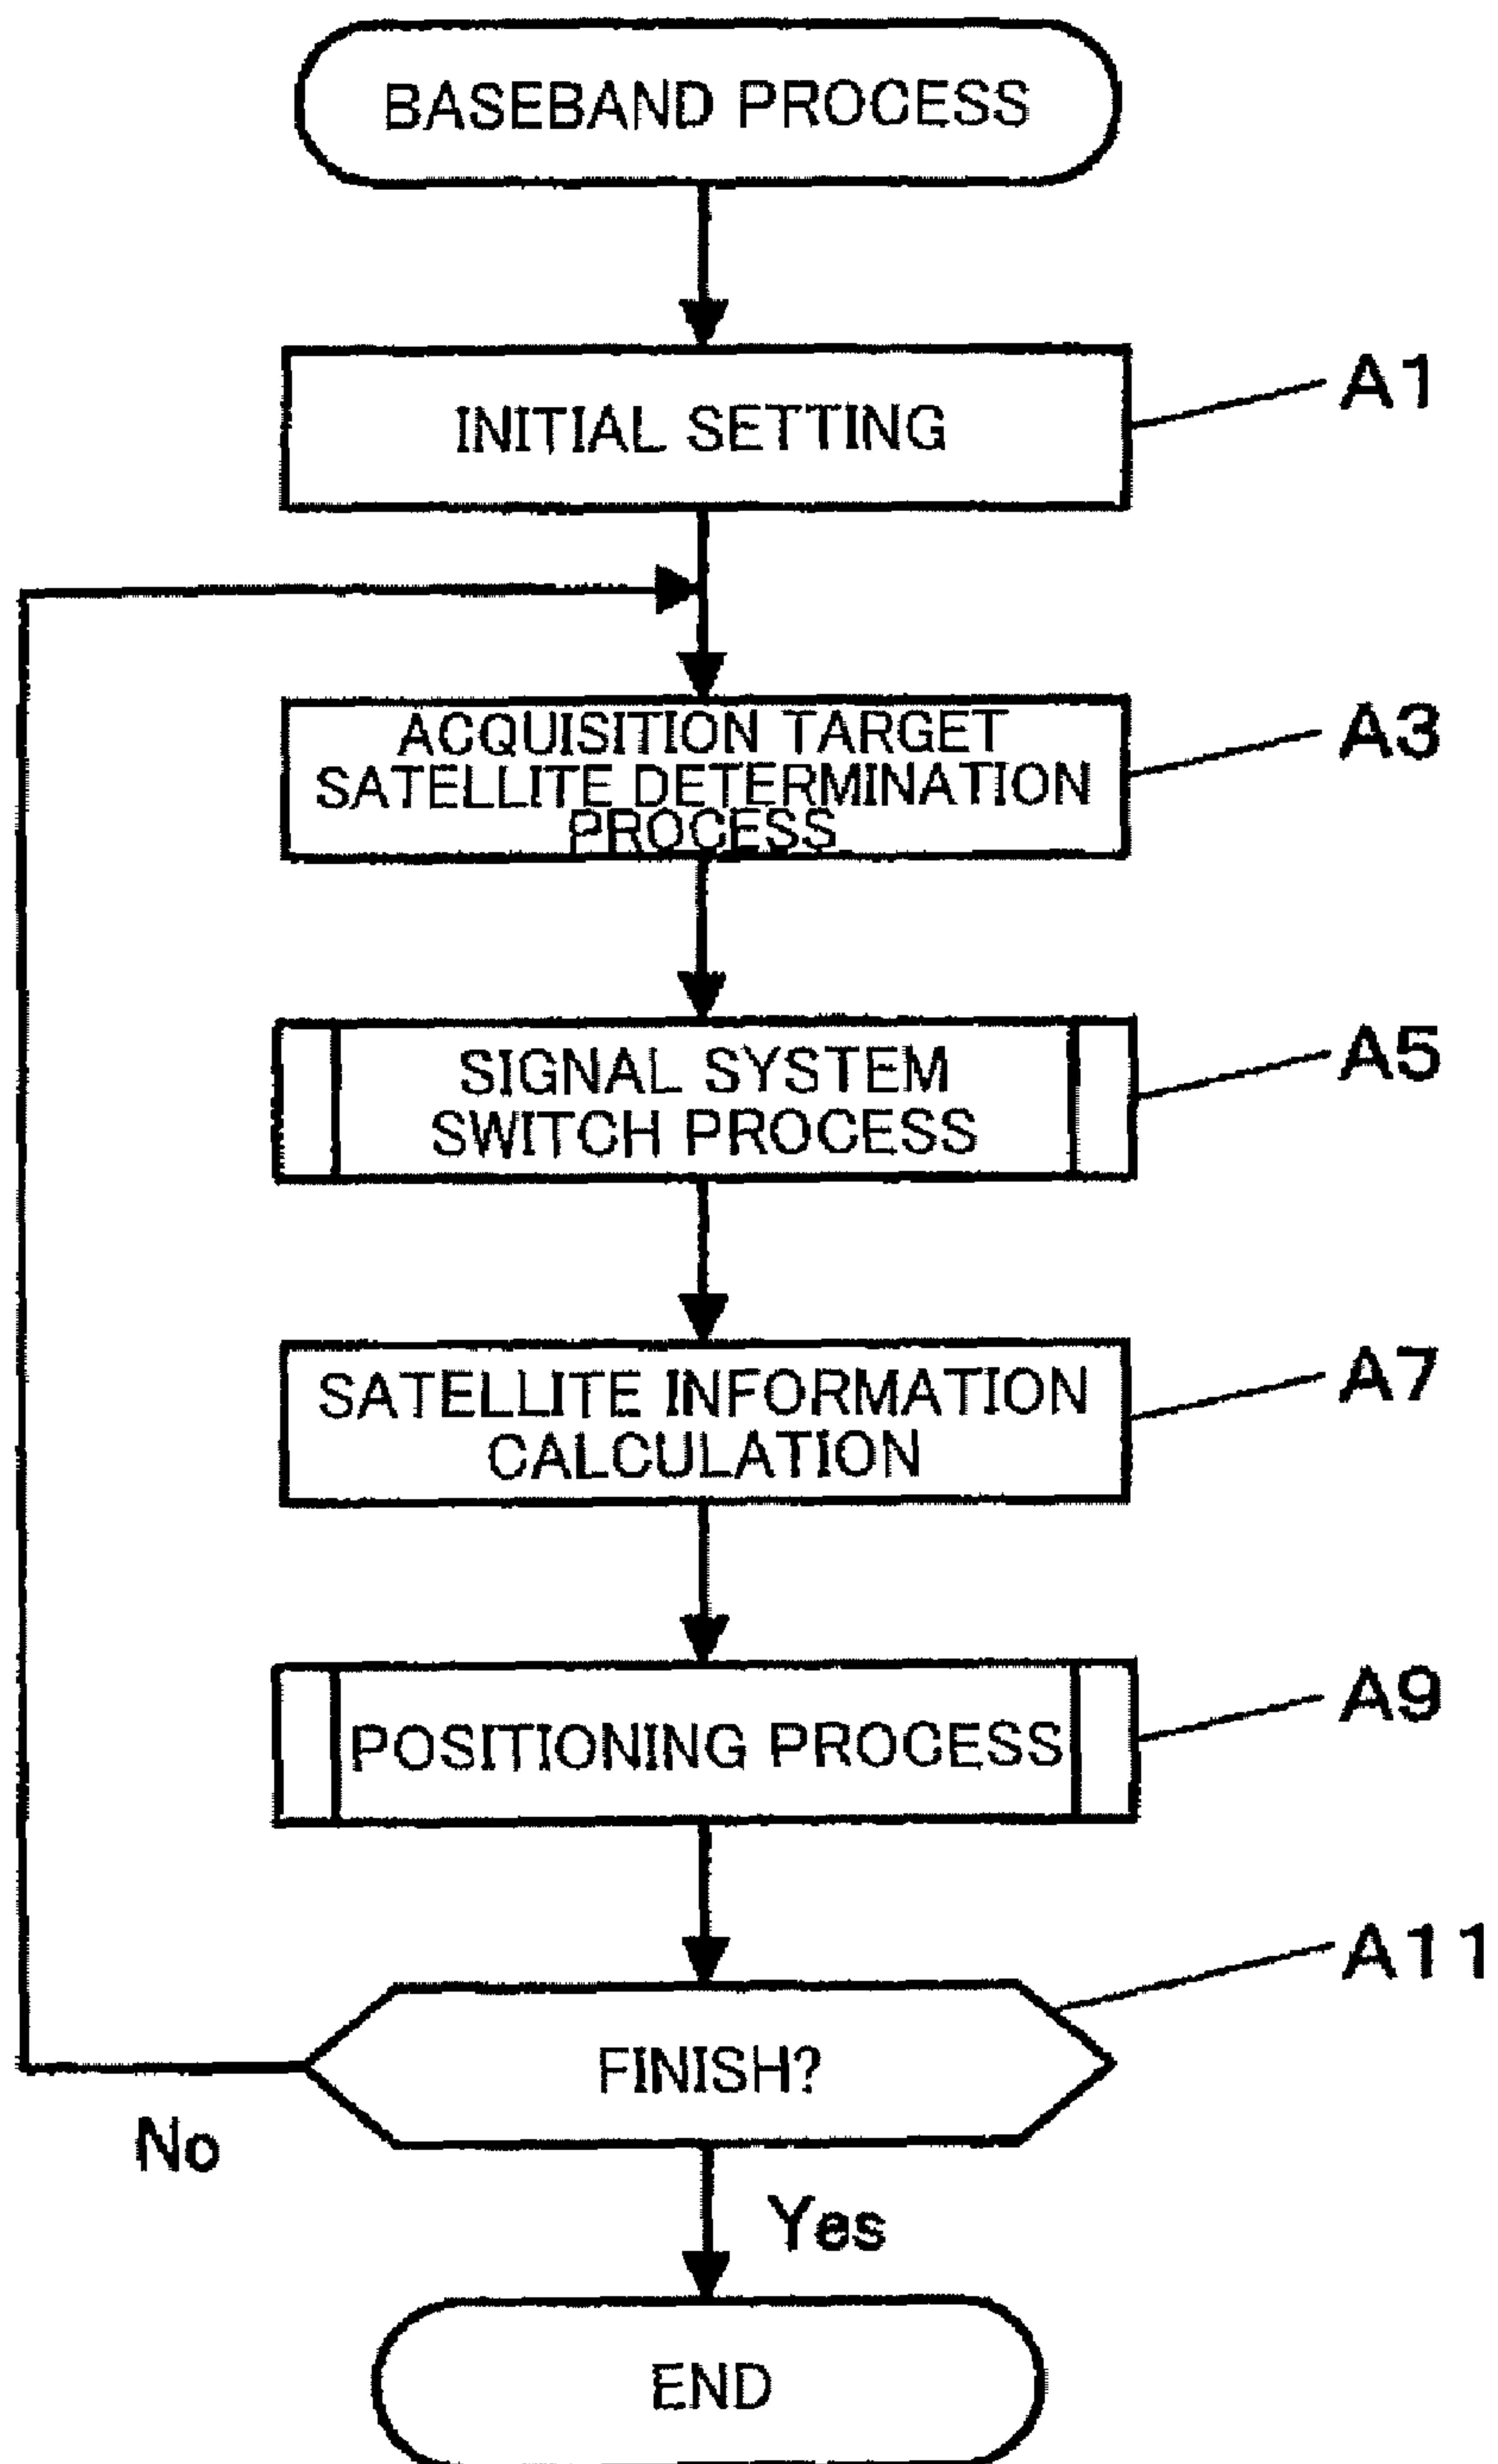 BASEBAND PROCESS
INITIAL SETTING
A1
ACQUISITION TARGET
SATELLITE DETERMINATION
PROCESS
A3
SIGNAL SYSTEM
SWITCH PROCESS
A5
SATELLITE INFORMATION
CALCULATION
A7
POSITIONING PROCESS
A9
FINISH?
A11
No
Yes
END